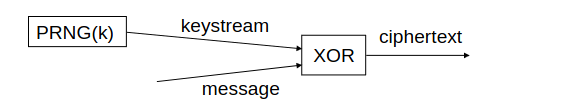 keystream
PRNG(k)
ciphertext
XOR
message